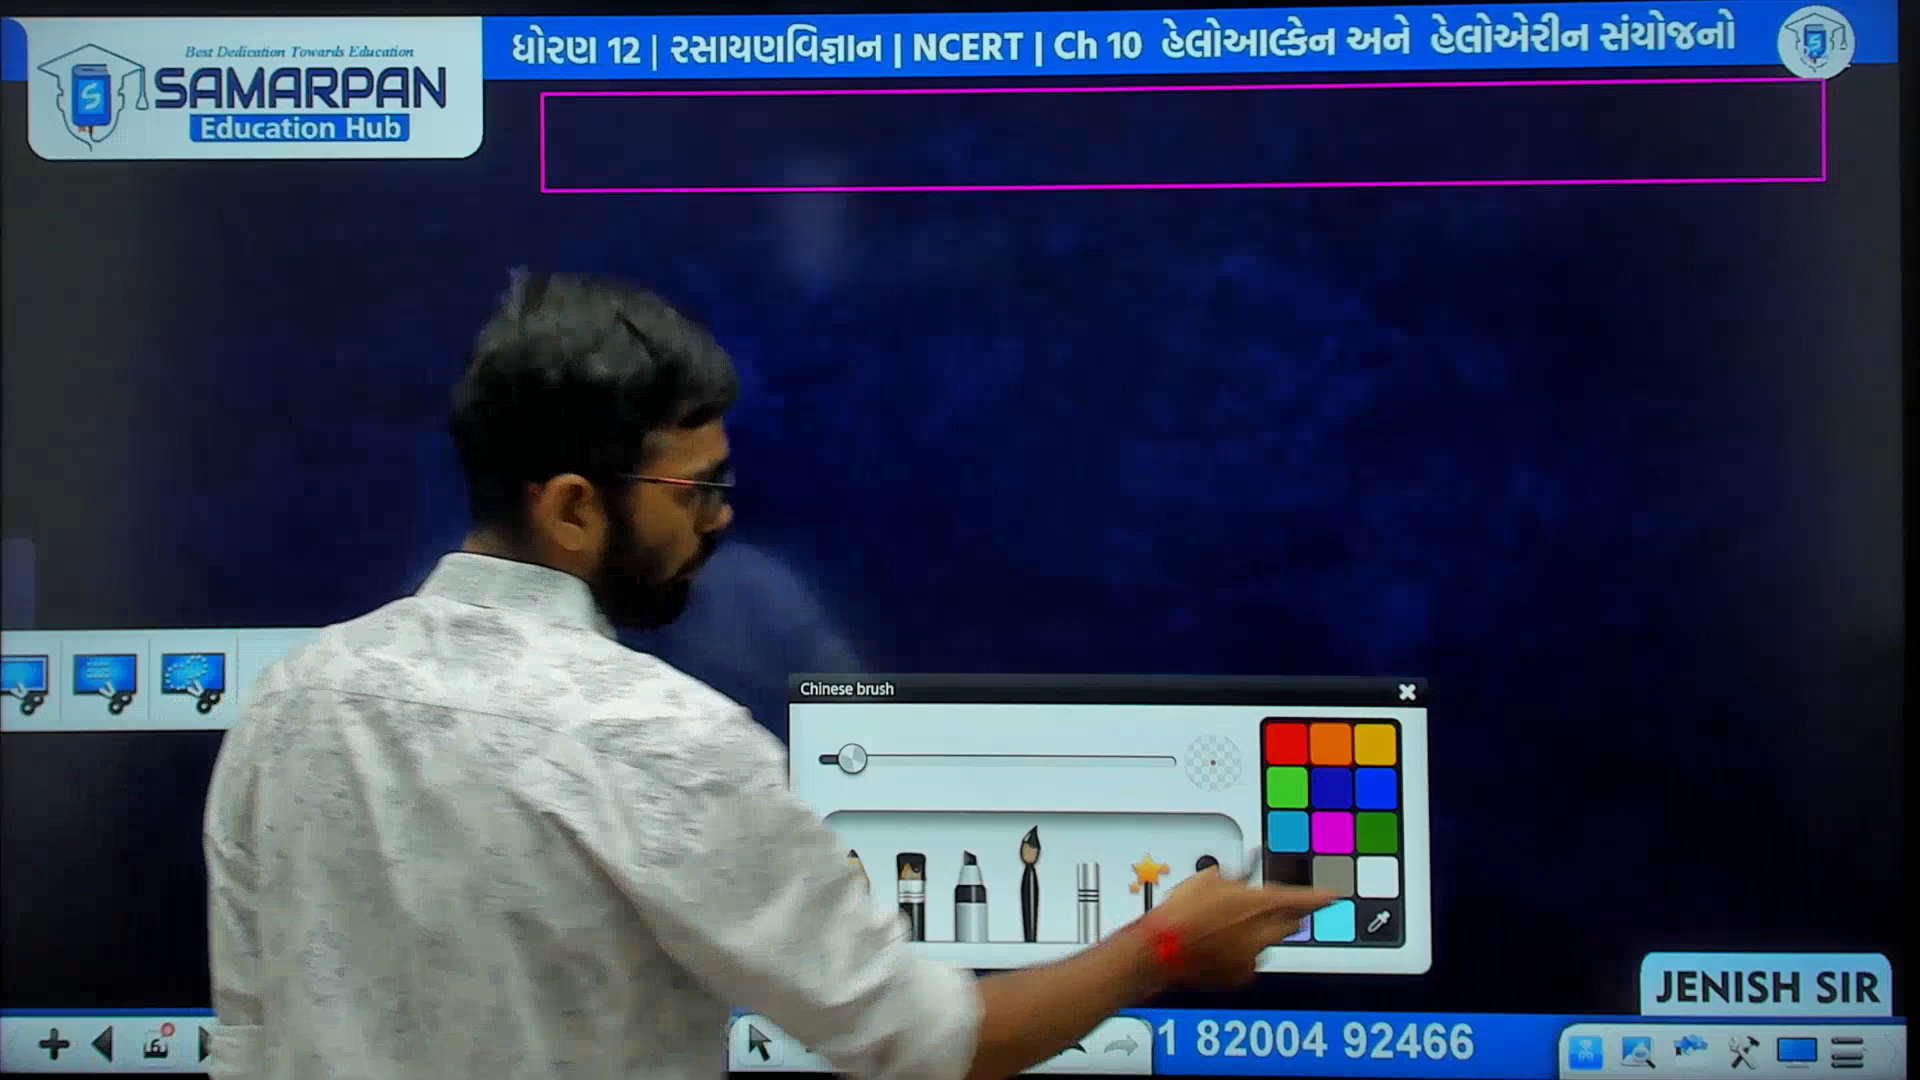 Best Dedication Towards Education
SAMARPAN
Education Hub
ધોરણ 12 | રસાયણવિજ્ઞાન | NCERT | Ch 10 હેલોઆલ્કેન અને હેલોએરીન સંયોજનો
Chinese brush
JENISH SIR
1 82004 92466